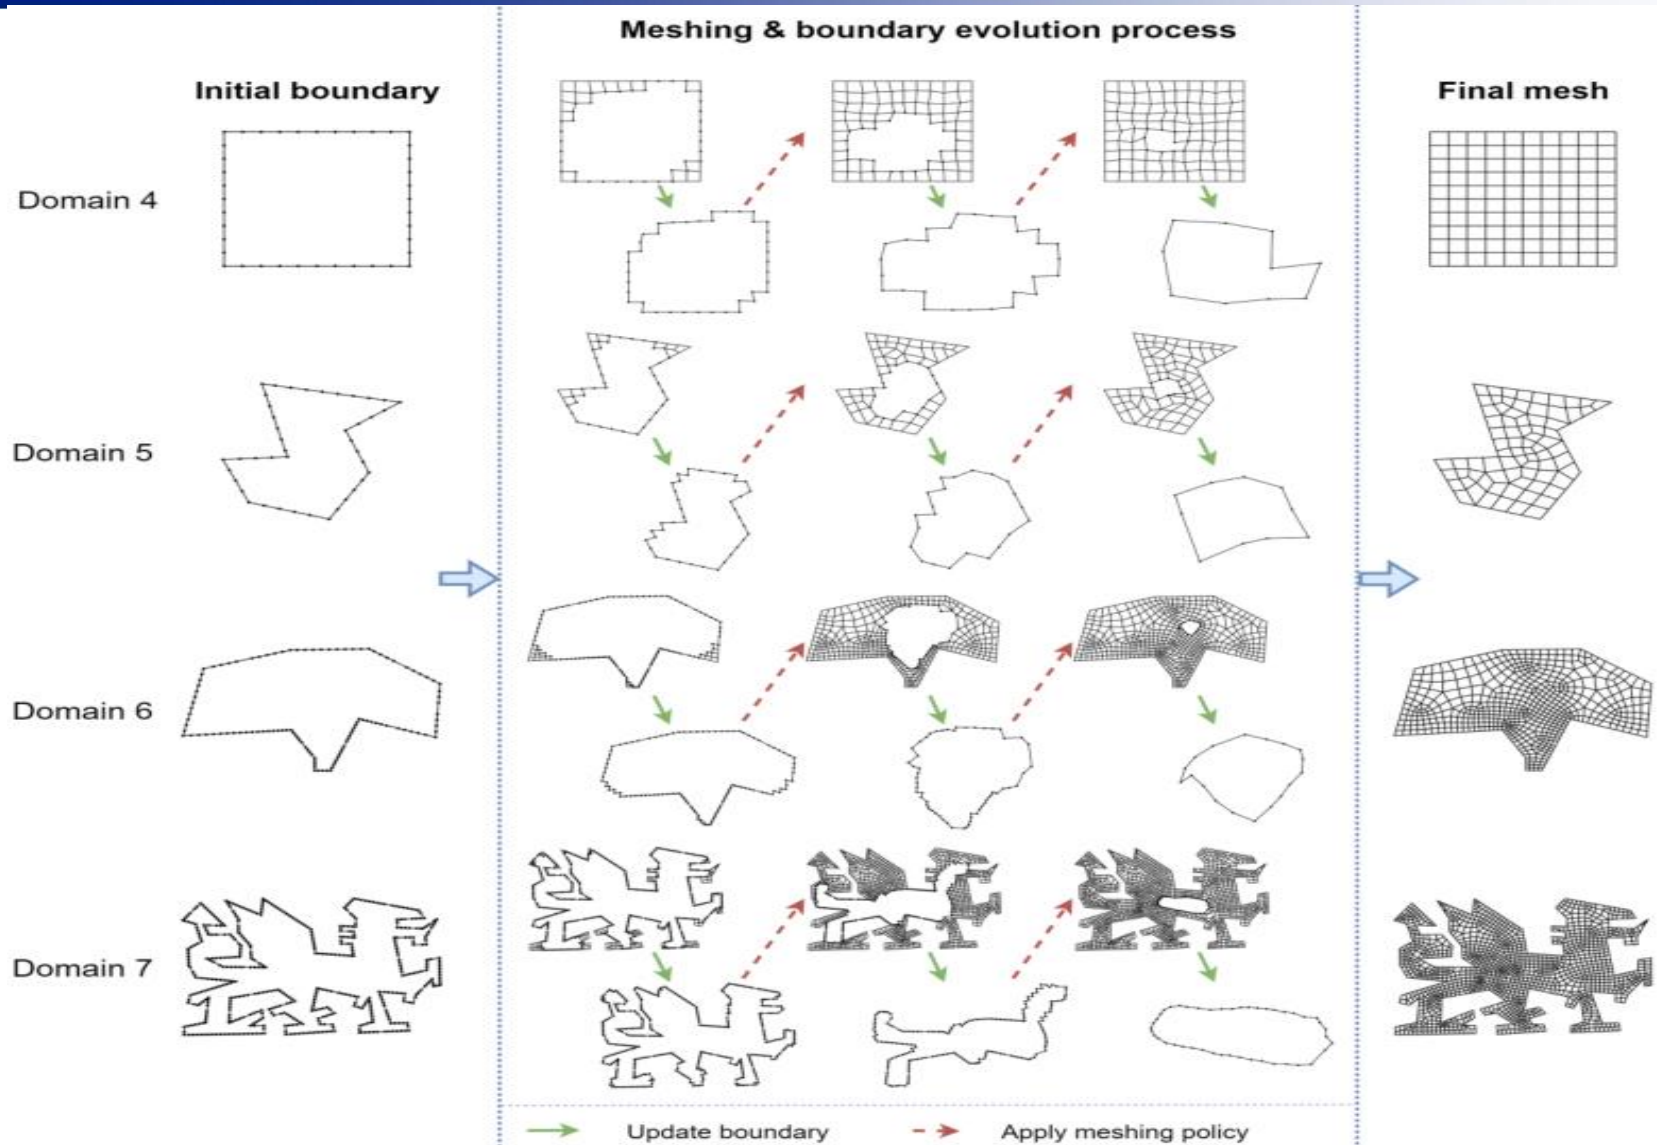 Meshing & boundary evolution process
Initial boundary
Final mesh
Domain 4
Domain 5
Domain 6
Domain 7
Update boundary
Apply meshing policy